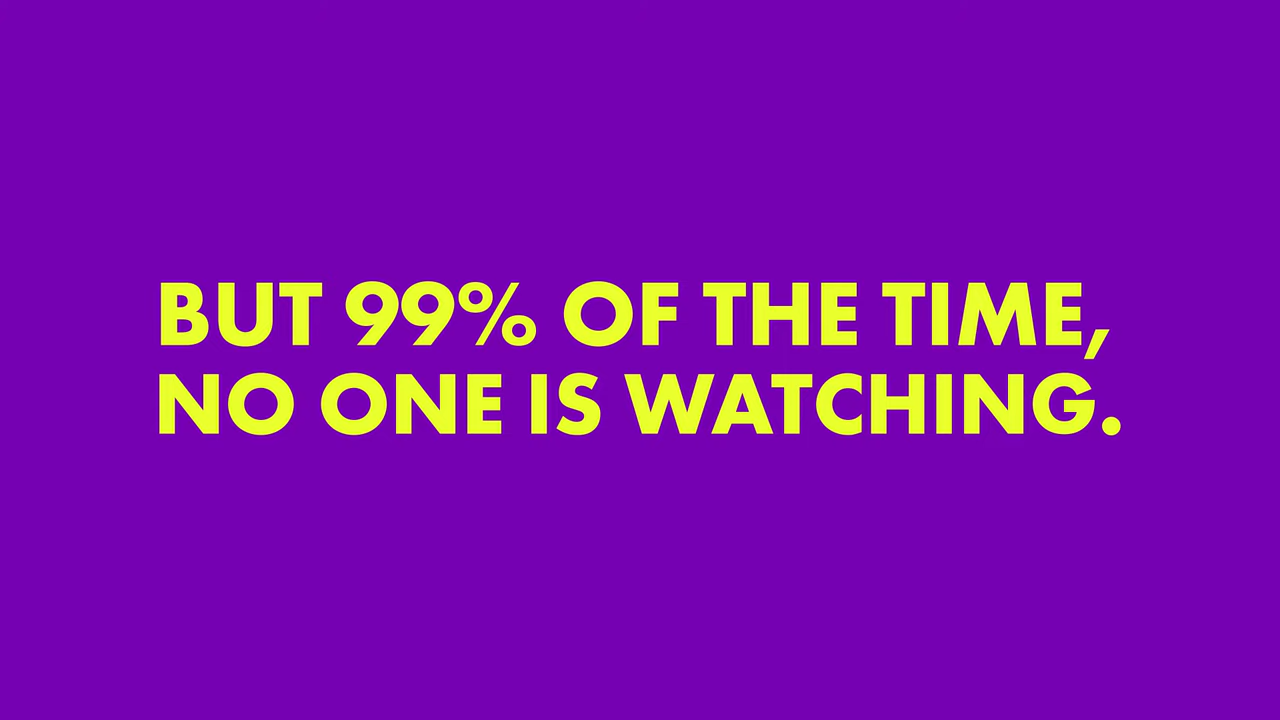 BUT 99% OF THE TIME,
NO ONE IS WATCHING.